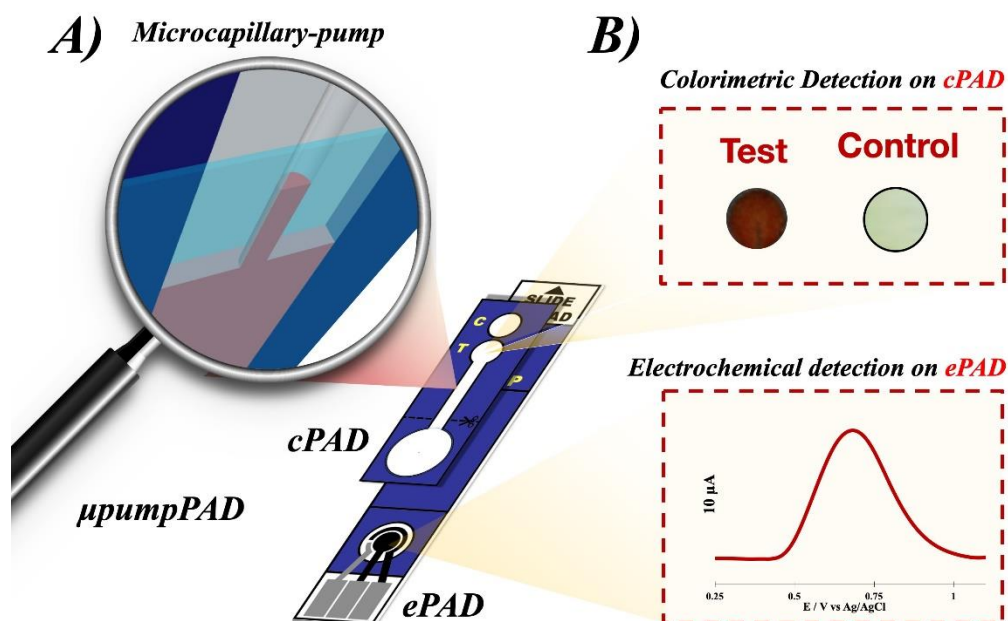 A)
Microcapillary-pump
B)
Colorimetric Detection on cPAD
Test
Control
SLIDE
C
T
P
cPAD
μpumpPAD
ePAD
Electrochemical detection on ePAD
10 μA
0.25
0.5
0.75
1
E / V vs Ag/AgCl